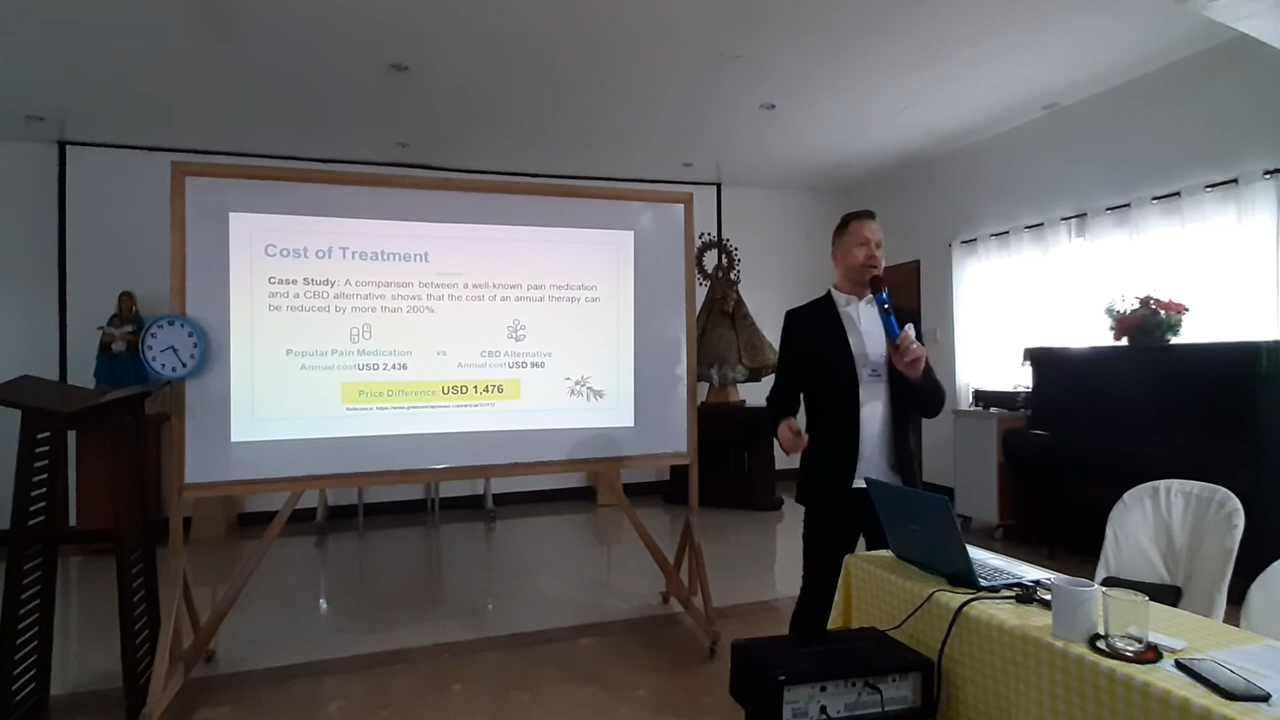 Cost of Treatment
Case Study: A comparison between a well-known pain medication
and a CBD alternative shows that the cost of an annual therapy can
be reduced by more than 200%.
Popular Pain Medication vs CBD Alternative
Annual cost USD 2,436 Annual cost USD 960
Price Difference: USD 1,476